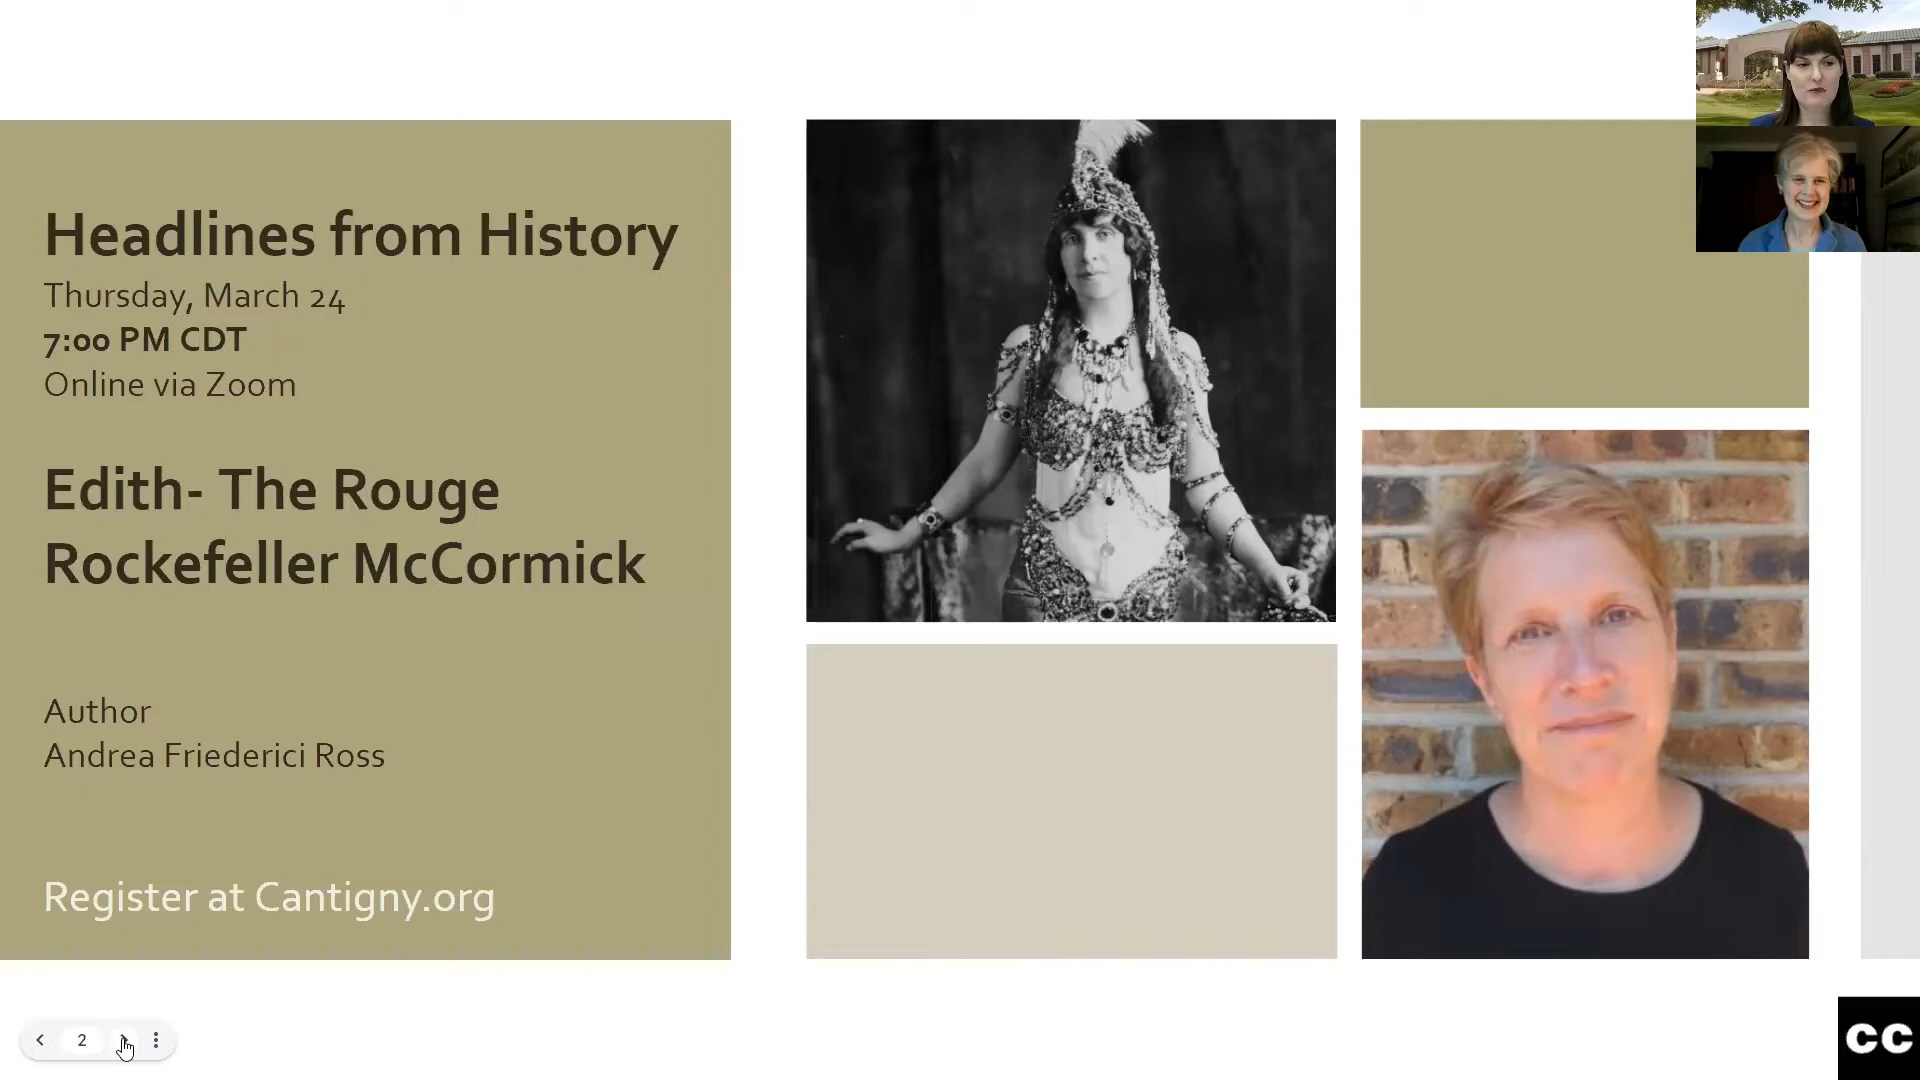 Headlines from History
Thursday, March 24
7:00 PM CDT
Online via Zoom
Edith- The Rouge
Rockefeller McCormick
Author
Andrea Friederici Ross
Register at Cantigny.org
2
CC